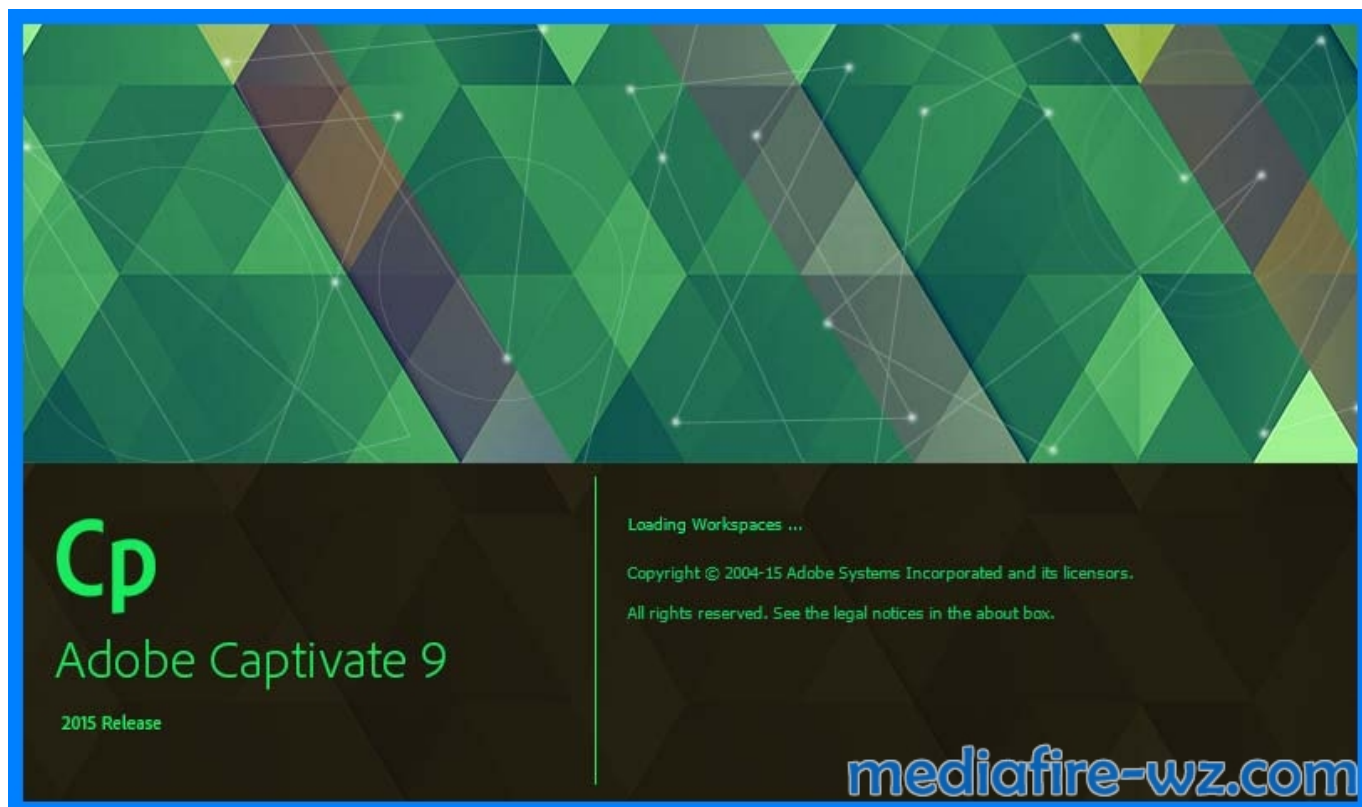 Cp
Adobe Captivate 9
2015 Release
Loading Workspaces ...
Copyright © 2004-15 Adobe Systems Incorporated and its licensors.
All rights reserved. See the legal notices in the about box.
mediafire-wz.com